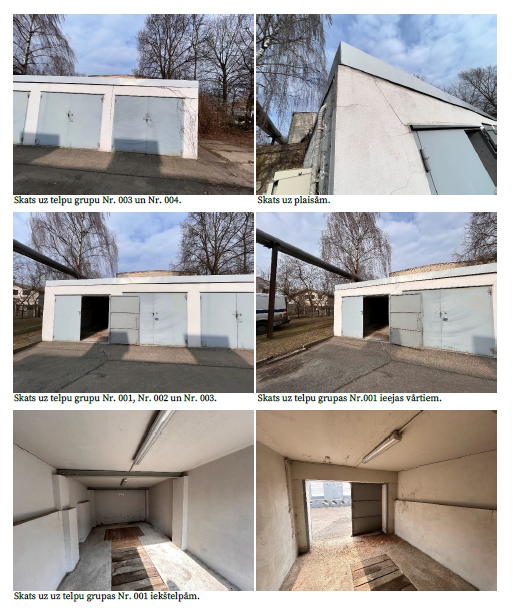 Skats uz telpu grupu Nr. 003 un Nr. 004.
Skats uz plaisām.
Skats uz telpu grupu Nr. 001, Nr. 002 un Nr. 003.
Skats uz telpu grupas Nr.001 ieejas vārtiem.
Skats uz uz telpu grupas Nr. 001 iekštelpām.